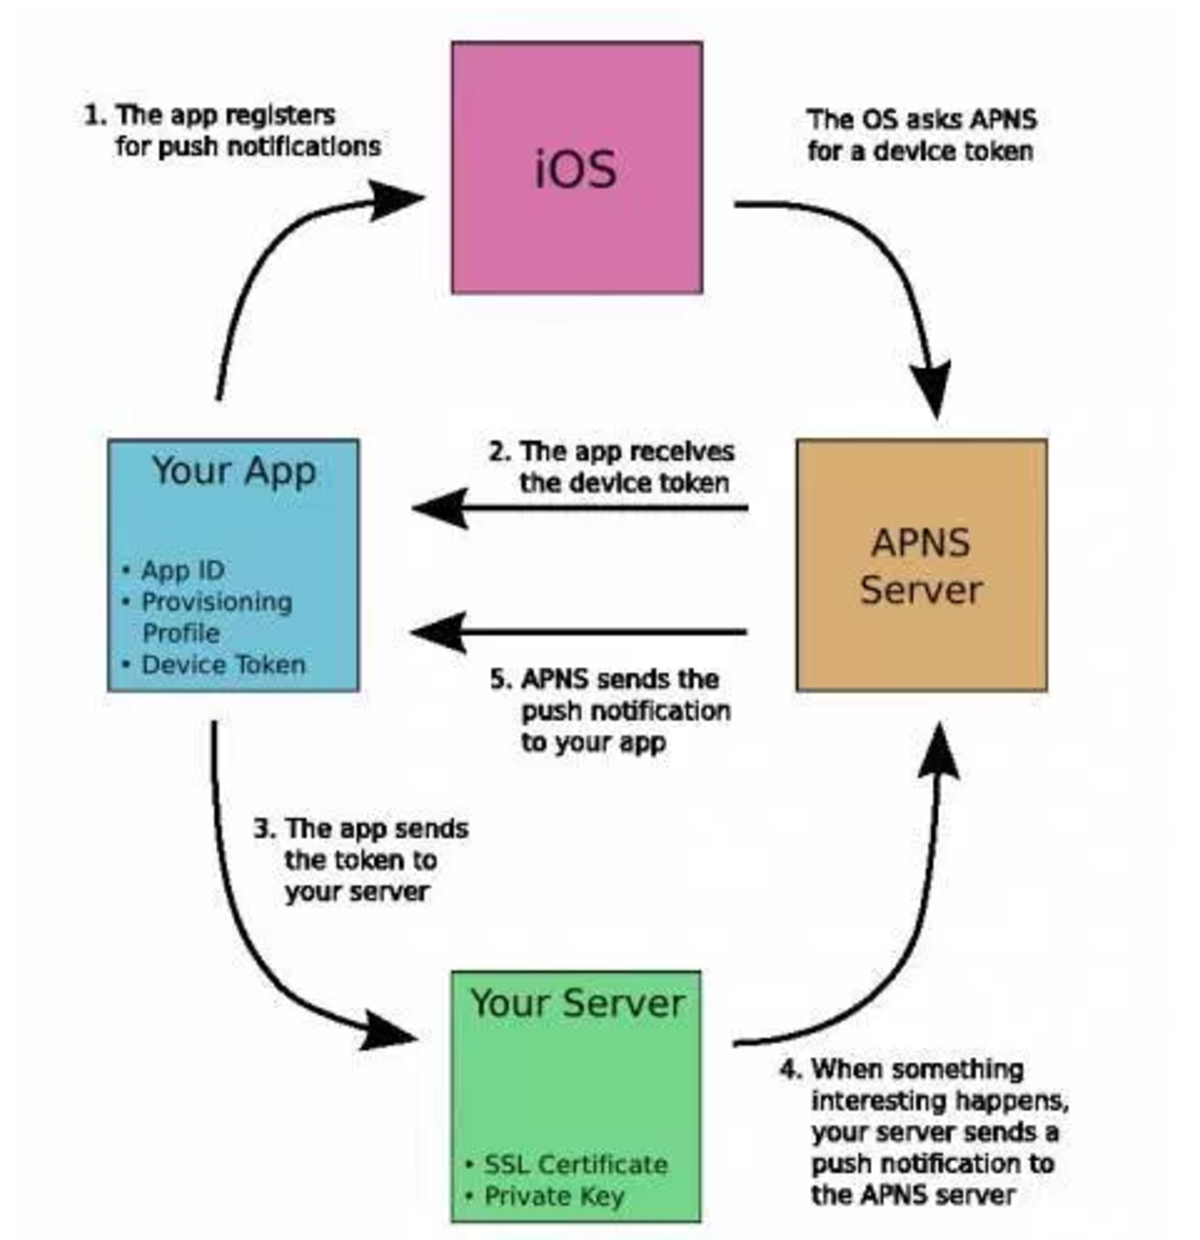 1. The app registers
for push notifications
iOS
The OS asks APNS
for a device token
Your App
• App ID
• Provisioning
Profile
• Device Token
2. The app receives
the device token
APNS
Server
5. APNS sends the
push notification
to your app
3. The app sends
the token to
your server
Your Server
• SSL Certificate
• Private Key
4. When something
interesting happens,
your server sends a
push notification to
the APNS server